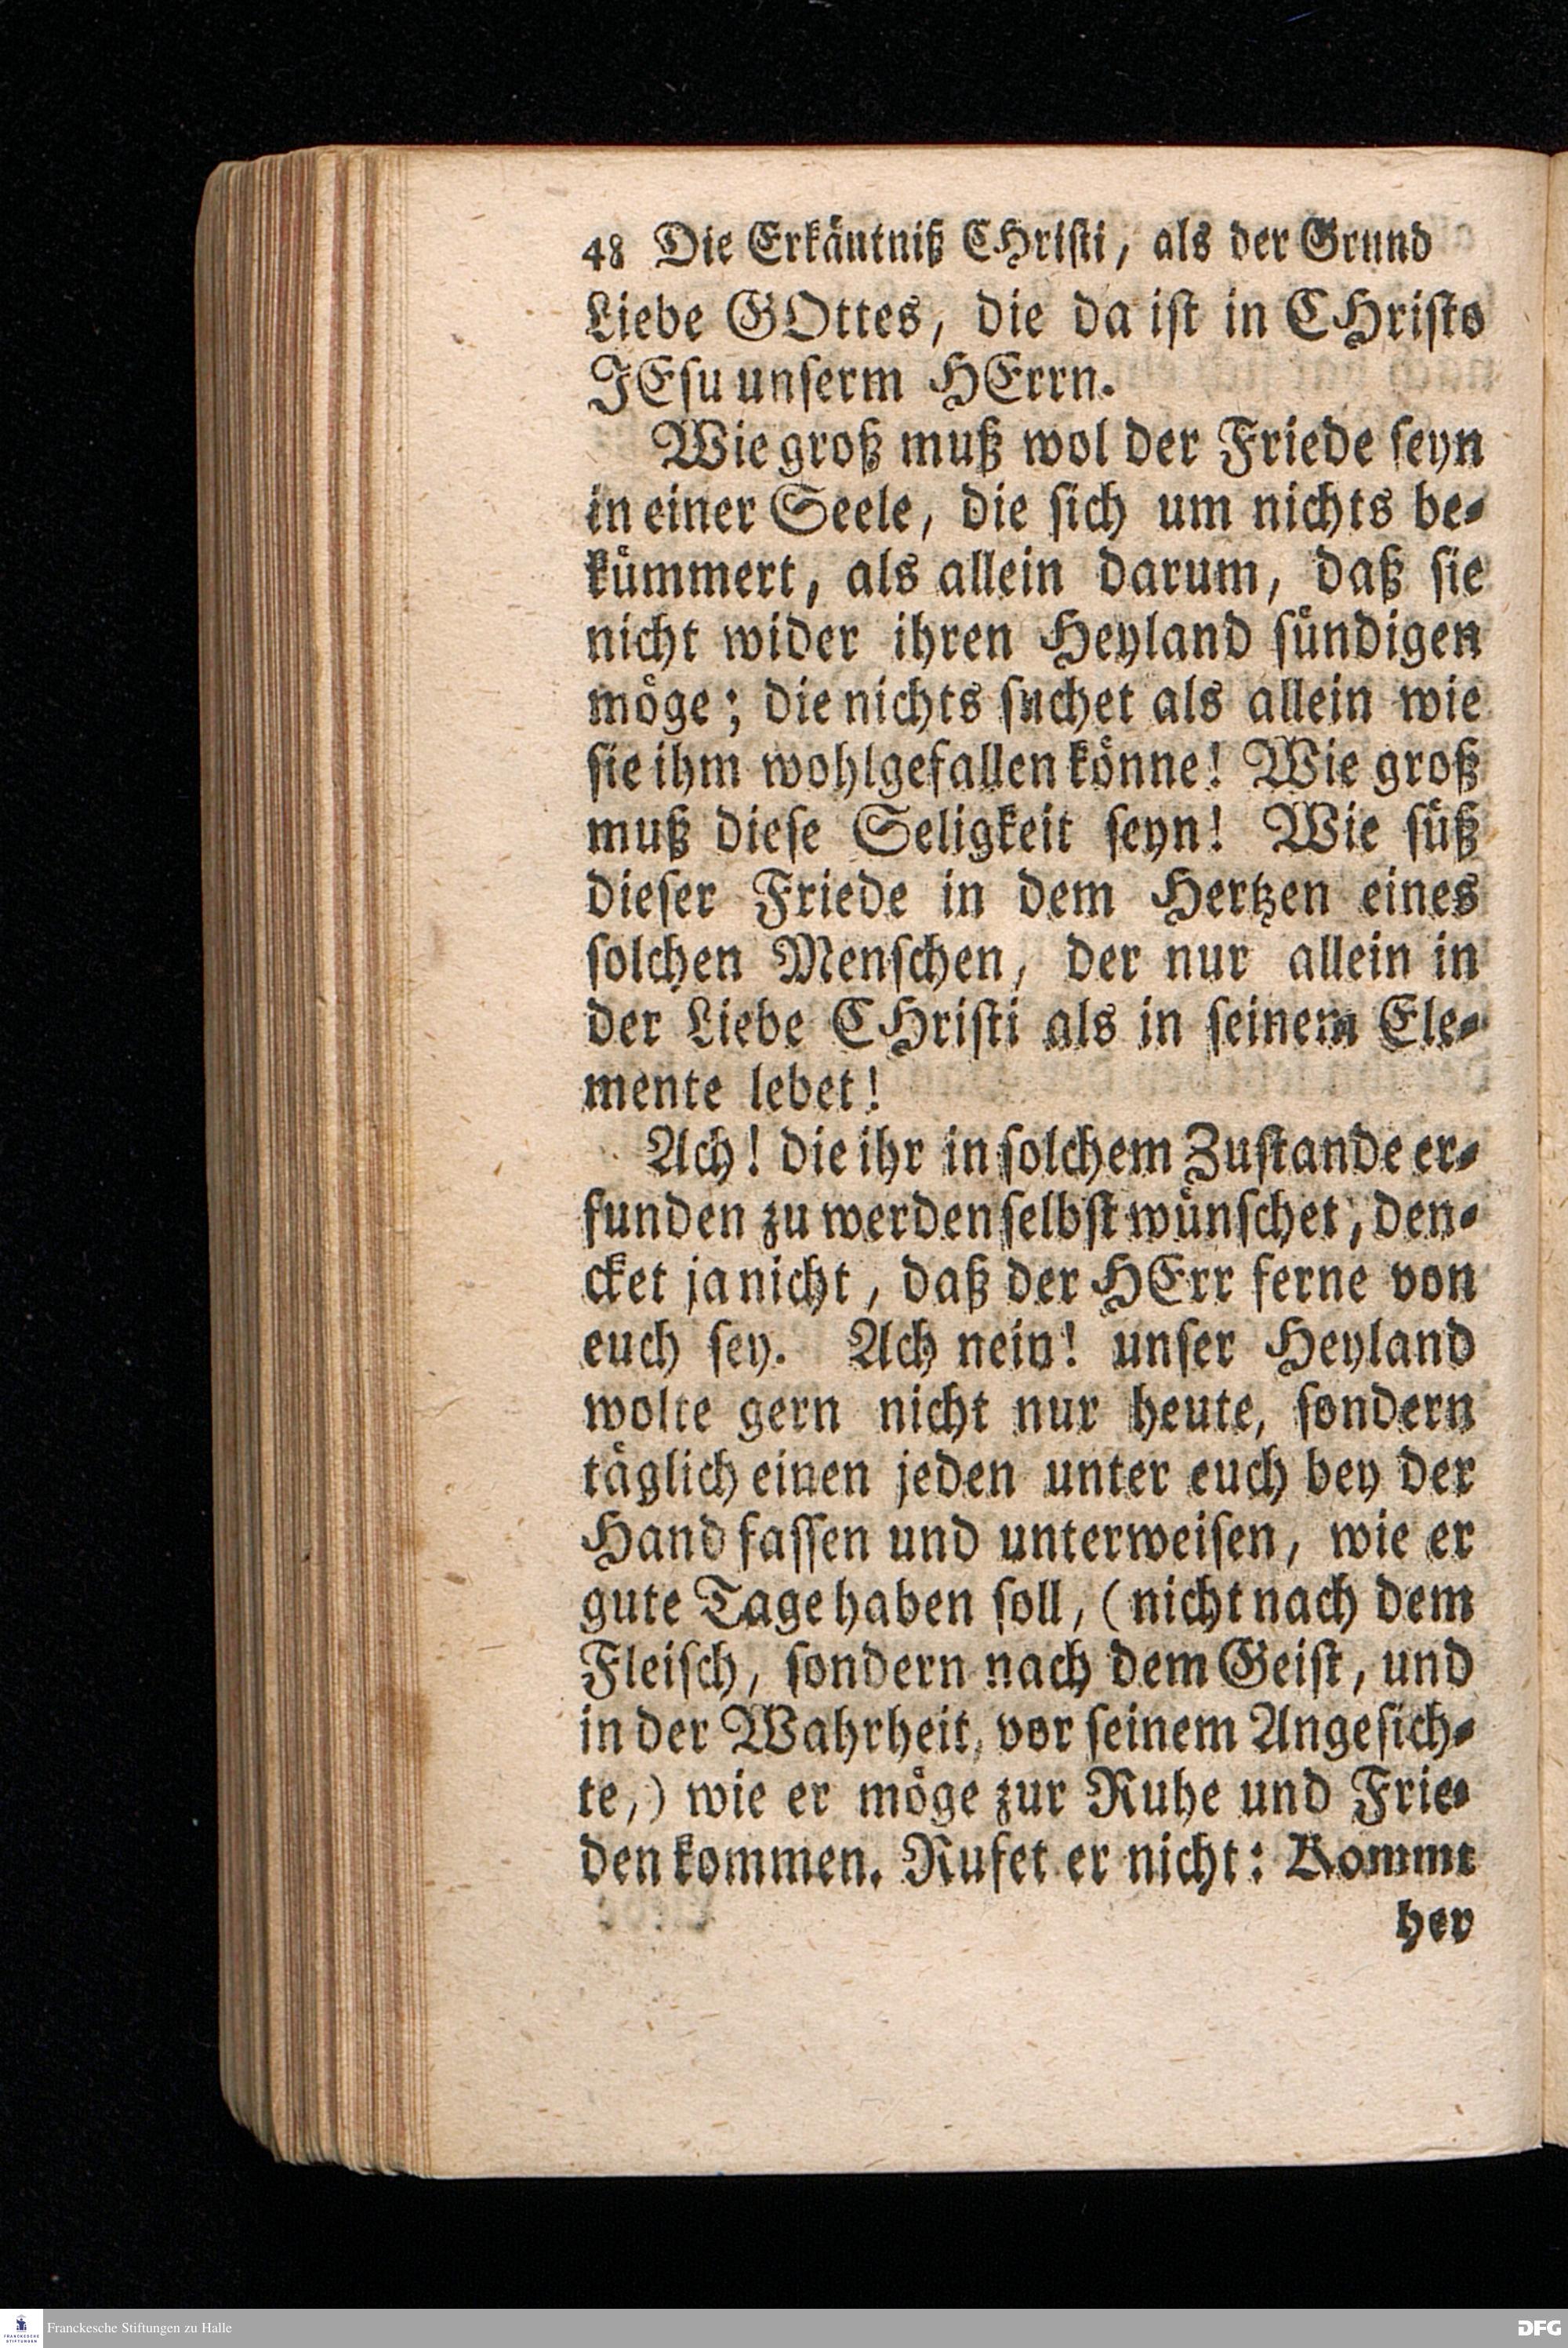 48 Die Erkäntniß CHristi, als der Grund
Liebe GOttes, die da ist in CHristo
JEsu unserm HErrn.
Wie groß muß wol der Friede seyn
in einer Seele, die sich um nichts be-
kümmert, als allein darum, daß sie
nicht wider ihren Heyland sündigen
möge; die nichts suchet als allein wie
sie ihm wohlgefallen könne! Wie groß
muß diese Seligkeit seyn! Wie süß
dieser Friede in dem Hertzen eines
solchen Menschen, der nur allein in
der Liebe CHristi als in seinem Ele-
mente lebet!
Ach! die ihr in solchem Zustande er-
funden zu werden selbst wünschet, den-
cket ja nicht, daß der HErr ferne von
euch sey. Ach nein! unser Heyland
wolte gern nicht nur heute, sondern
täglich einen jeden unter euch bey der
Hand fassen und unterweisen, wie er
gute Tage haben soll, (nicht nach dem
Fleisch, sondern nach dem Geist, und
in der Wahrheit, vor seinem Angesich-
te,) wie er möge zur Ruhe und Frie-
den kommen. Rufet er nicht: Kommt
her
Franckesche Stiftungen zu Halle
DFG